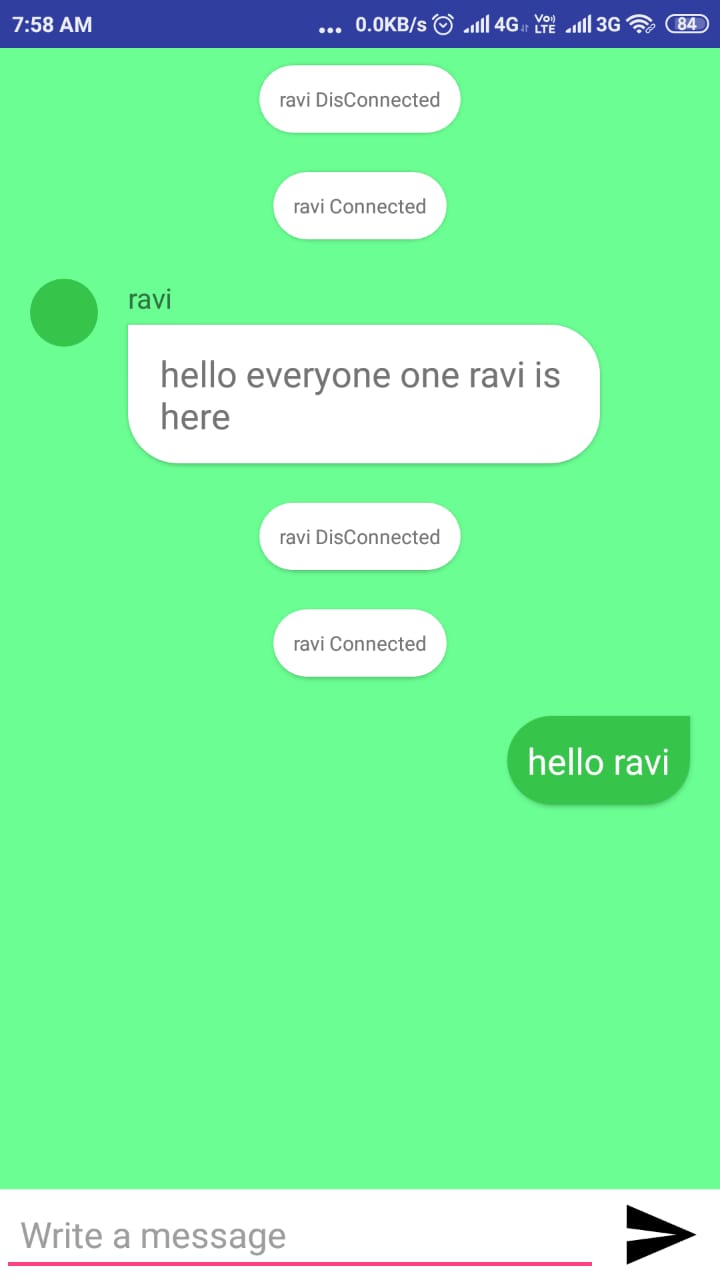 7:58 AM ... 0.0KB/s 4G Vo) LTE 3G 84
ravi DisConnected
ravi Connected
ravi
hello everyone one ravi is
here
ravi DisConnected
ravi Connected
hello ravi
Write a message